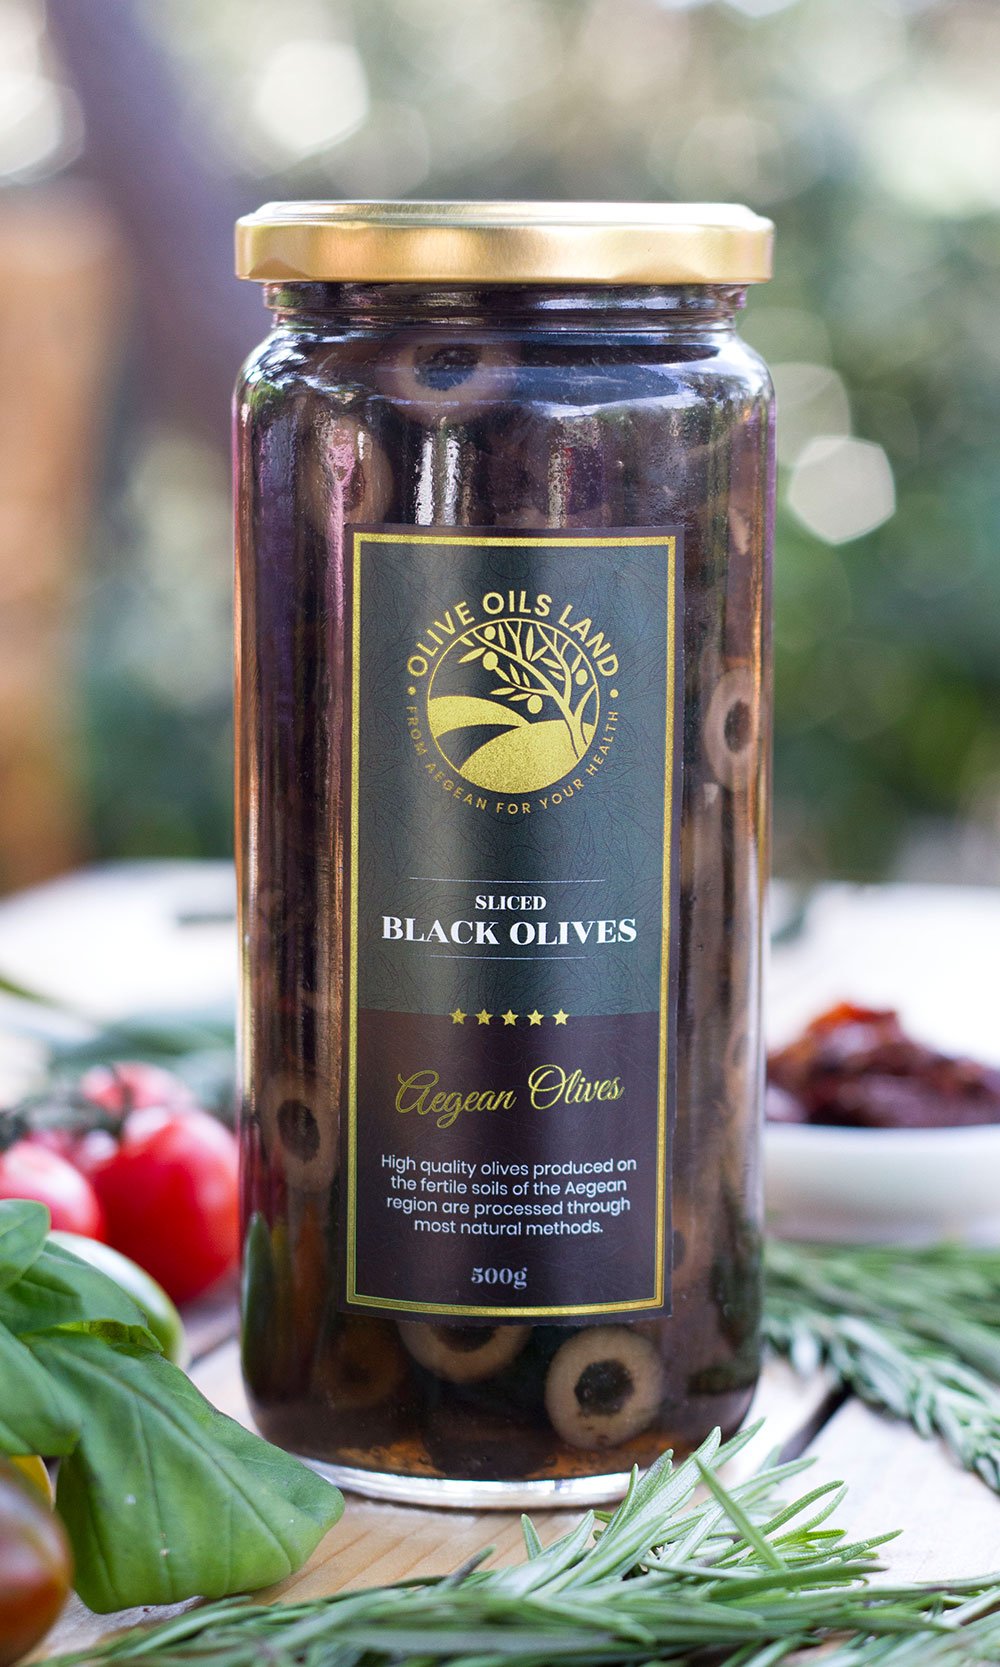 OLIVE OILS LAND
• FROM AEGEAN FOR YOUR HEALTH •
SLICED
BLACK OLIVES
Aegean Olives
High quality olives produced on
the fertile soils of the Aegean
region are processed through
most natural methods.
500g